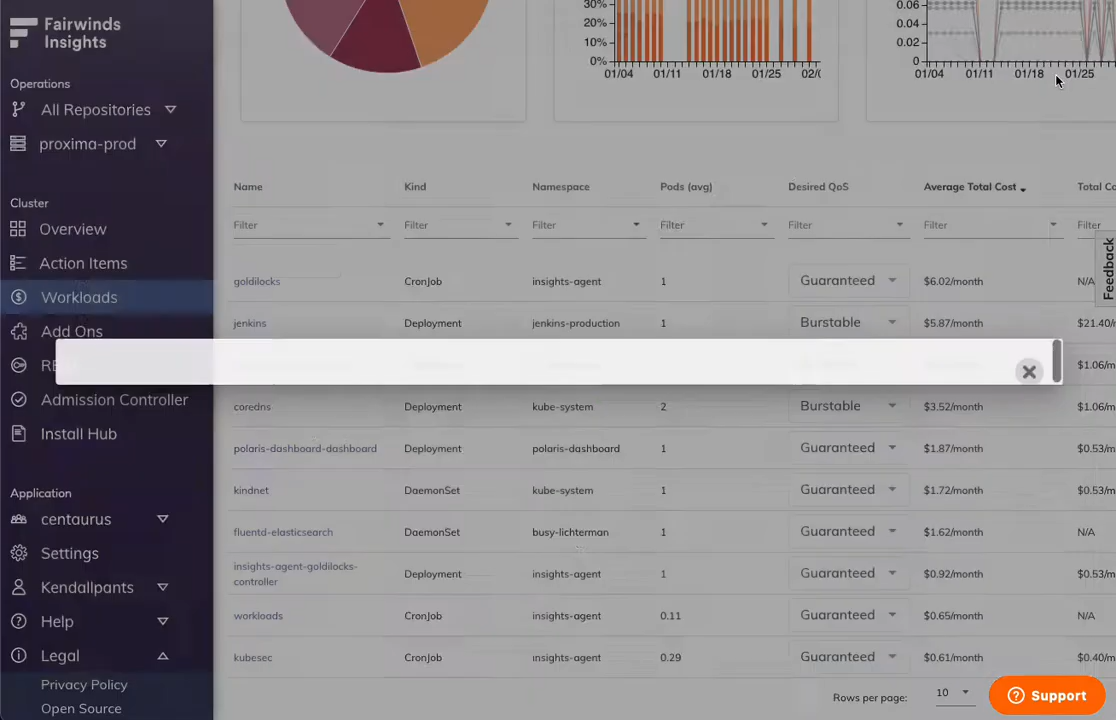 Fairwinds
Insights
Operations
All Repositories
proxima-prod
Cluster
Overview
Action Items
Workloads
Add Ons
Admission Controller
Install Hub
Application
centaurus
Settings
Kendallpants
Help
Legal
Privacy Policy
Open Source
30%
20%
10%
0%
01/04 01/11 01/18 01/25
0.06
0.04
0.02
0
01/04 01/11 01/18 01/25
Name Kind Namespace Pods (avg) Desired QoS Average Total Cost Total Co
Filter Filter Filter Filter Filter Filter Filter
goldilocks CronJob insights-agent 1 Guaranteed $6.02/month N/A
jenkins Deployment jenkins-production 1 Burstable $5.87/month $21.40/
$1.06/m
coredns Deployment kube-system 2 Burstable $3.52/month $1.06/m
polaris-dashboard-dashboard Deployment polaris-dashboard 1 Guaranteed $1.87/month $0.53/m
kindnet DaemonSet kube-system 1 Guaranteed $1.72/month $0.53/m
fluentd-elasticsearch DaemonSet busy-lichterman 1 Guaranteed $1.62/month N/A
insights-agent-goldilocks-
controller Deployment insights-agent 1 Guaranteed $0.92/month $0.53/m
workloads CronJob insights-agent 0.11 Guaranteed $0.65/month N/A
kubesec CronJob insights-agent 0.29 Guaranteed $0.61/month $0.40/m
Rows per page: 10
Feedback
Support